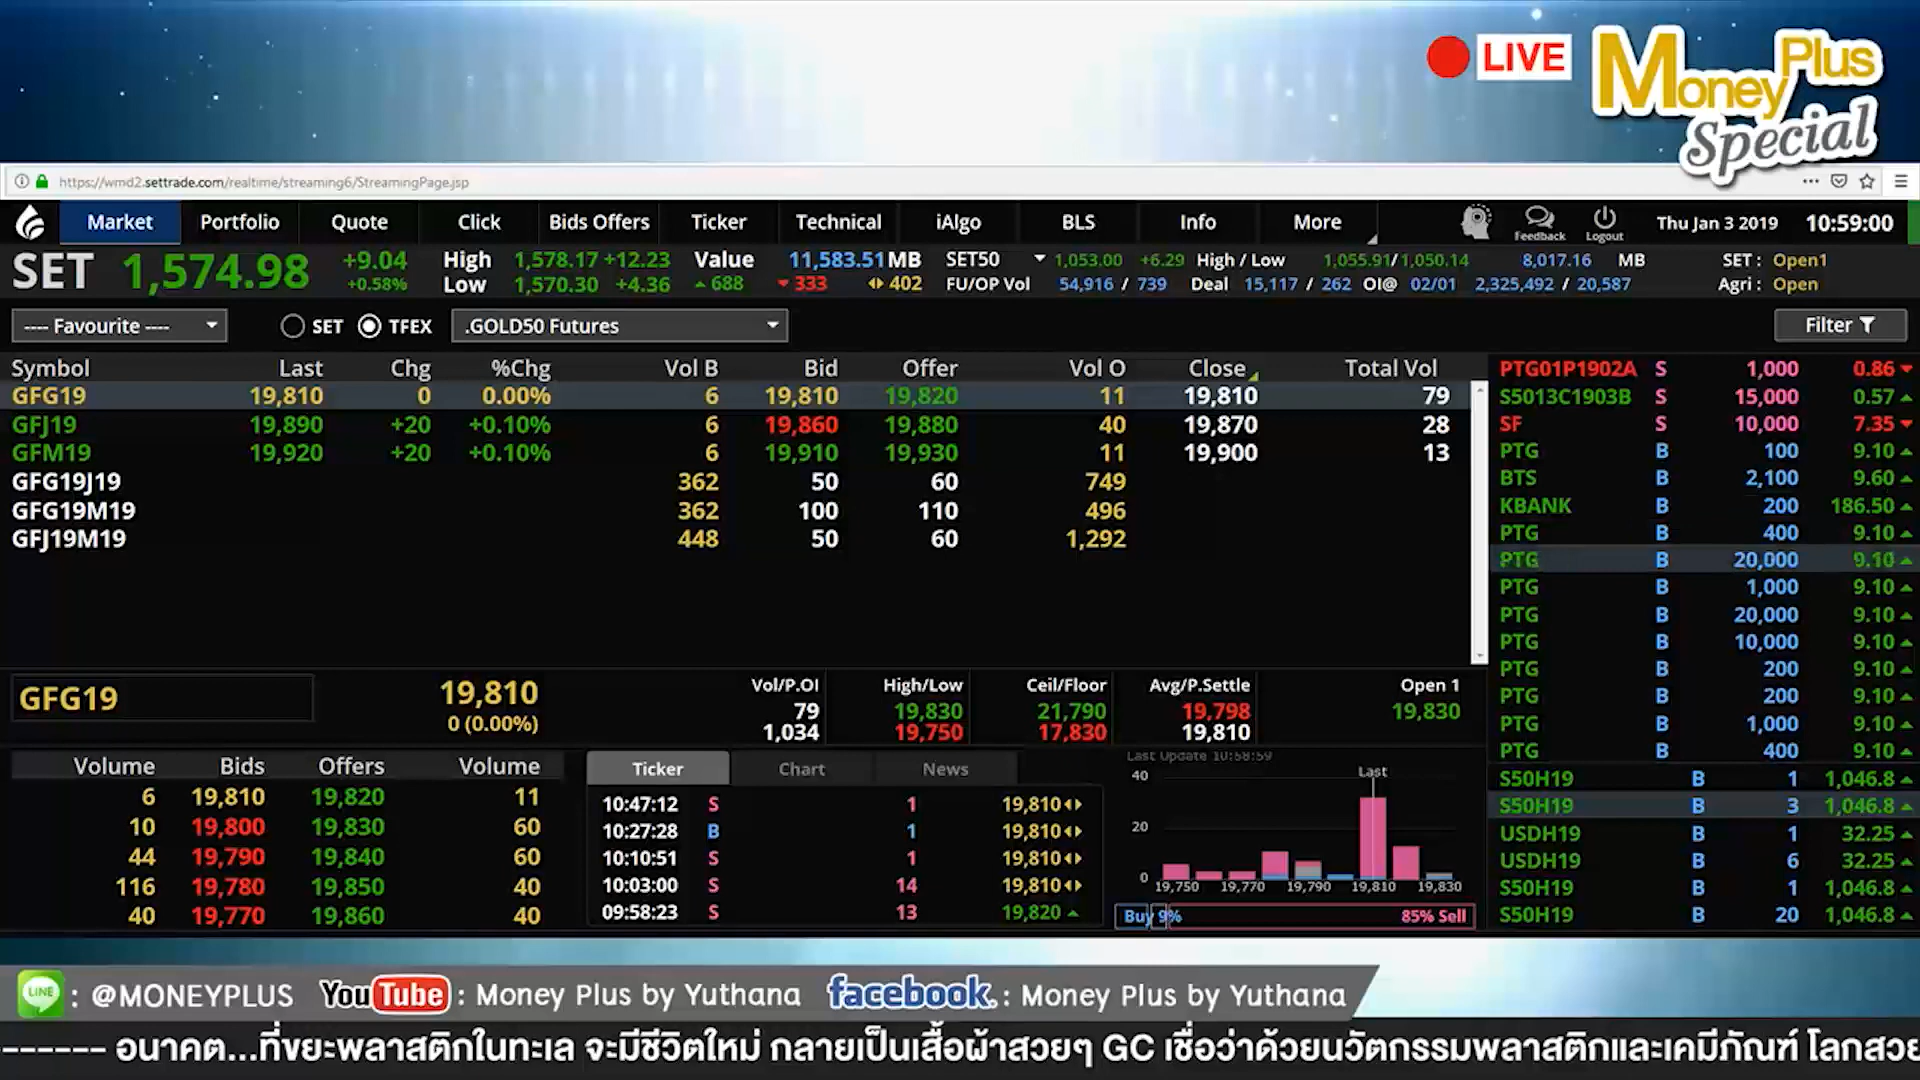 LIVE
Money Plus
Special
https://wmd2.settrade.com/realtime/streaming6/StreamingPage.jsp
Market Portfolio Quote Click Bids Offers Ticker Technical iAlgo BLS Info More Feedback Logout Thu Jan 3 2019 10:59:00
SET 1,574.98 +9.04 +0.58%
High 1,578.17 +12.23 Value 11,583.51 MB SET50 1,053.00 +6.29 High / Low 1,055.91/ 1,050.14 8,017.16 MB SET : Open1
Low 1,570.30 +4.36 688 333 402 FU/OP Vol 54,916 / 739 Deal 15,117 / 262 OI@ 02/01 2,325,492 / 20,587 Agri : Open
---- Favourite ---- SET TFEX .GOLD50 Futures Filter
Symbol Last Chg %Chg Vol B Bid Offer Vol O Close Total Vol
GFG19 19,810 0 0.00% 6 19,810 19,820 11 19,810 79
GFJ19 19,890 +20 +0.10% 6 19,860 19,880 40 19,870 28
GFM19 19,920 +20 +0.10% 6 19,910 19,930 11 19,900 13
GFG19J19 362 50 60 749
GFG19M19 362 100 110 496
GFJ19M19 448 50 60 1,292
PTG01P1902A S 1,000 0.86
S5013C1903B S 15,000 0.57
SF S 10,000 7.35
PTG B 100 9.10
BTS B 2,100 9.60
KBANK B 200 186.50
PTG B 400 9.10
PTG B 20,000 9.10
PTG B 1,000 9.10
PTG B 20,000 9.10
PTG B 10,000 9.10
PTG B 200 9.10
PTG B 200 9.10
PTG B 1,000 9.10
PTG B 400 9.10
S50H19 B 1 1,046.8
S50H19 B 3 1,046.8
USDH19 B 1 32.25
USDH19 B 6 32.25
S50H19 B 1 1,046.8
S50H19 B 20 1,046.8
GFG19 19,810 0 (0.00%)
Vol/P.OI High/Low Ceil/Floor Avg/P.Settle Open 1
79 19,830 21,790 19,798 19,830
1,034 19,750 17,830 19,810
Volume Bids Offers Volume
6 19,810 19,820 11
10 19,800 19,830 60
44 19,790 19,840 60
116 19,780 19,850 40
40 19,770 19,860 40
Ticker Chart News
10:47:12 S 1 19,810
10:27:28 B 1 19,810
10:10:51 S 1 19,810
10:03:00 S 14 19,810
09:58:23 S 13 19,820
Last Update 10:58:59
Last
40
20
0
19,750 19,770 19,790 19,810 19,830
Buy 9% 85% Sell
LINE : @MONEYPLUS YouTube : Money Plus by Yuthana facebook. : Money Plus by Yuthana
------ อนาคต...ที่ขยะพลาสติกในทะเล จะมีชีวิตใหม่ กลายเป็นเสื้อผ้าสวยๆ GC เชื่อว่าด้วยนวัตกรรมพลาสติกและเคมีภัณฑ์ โลกสวย